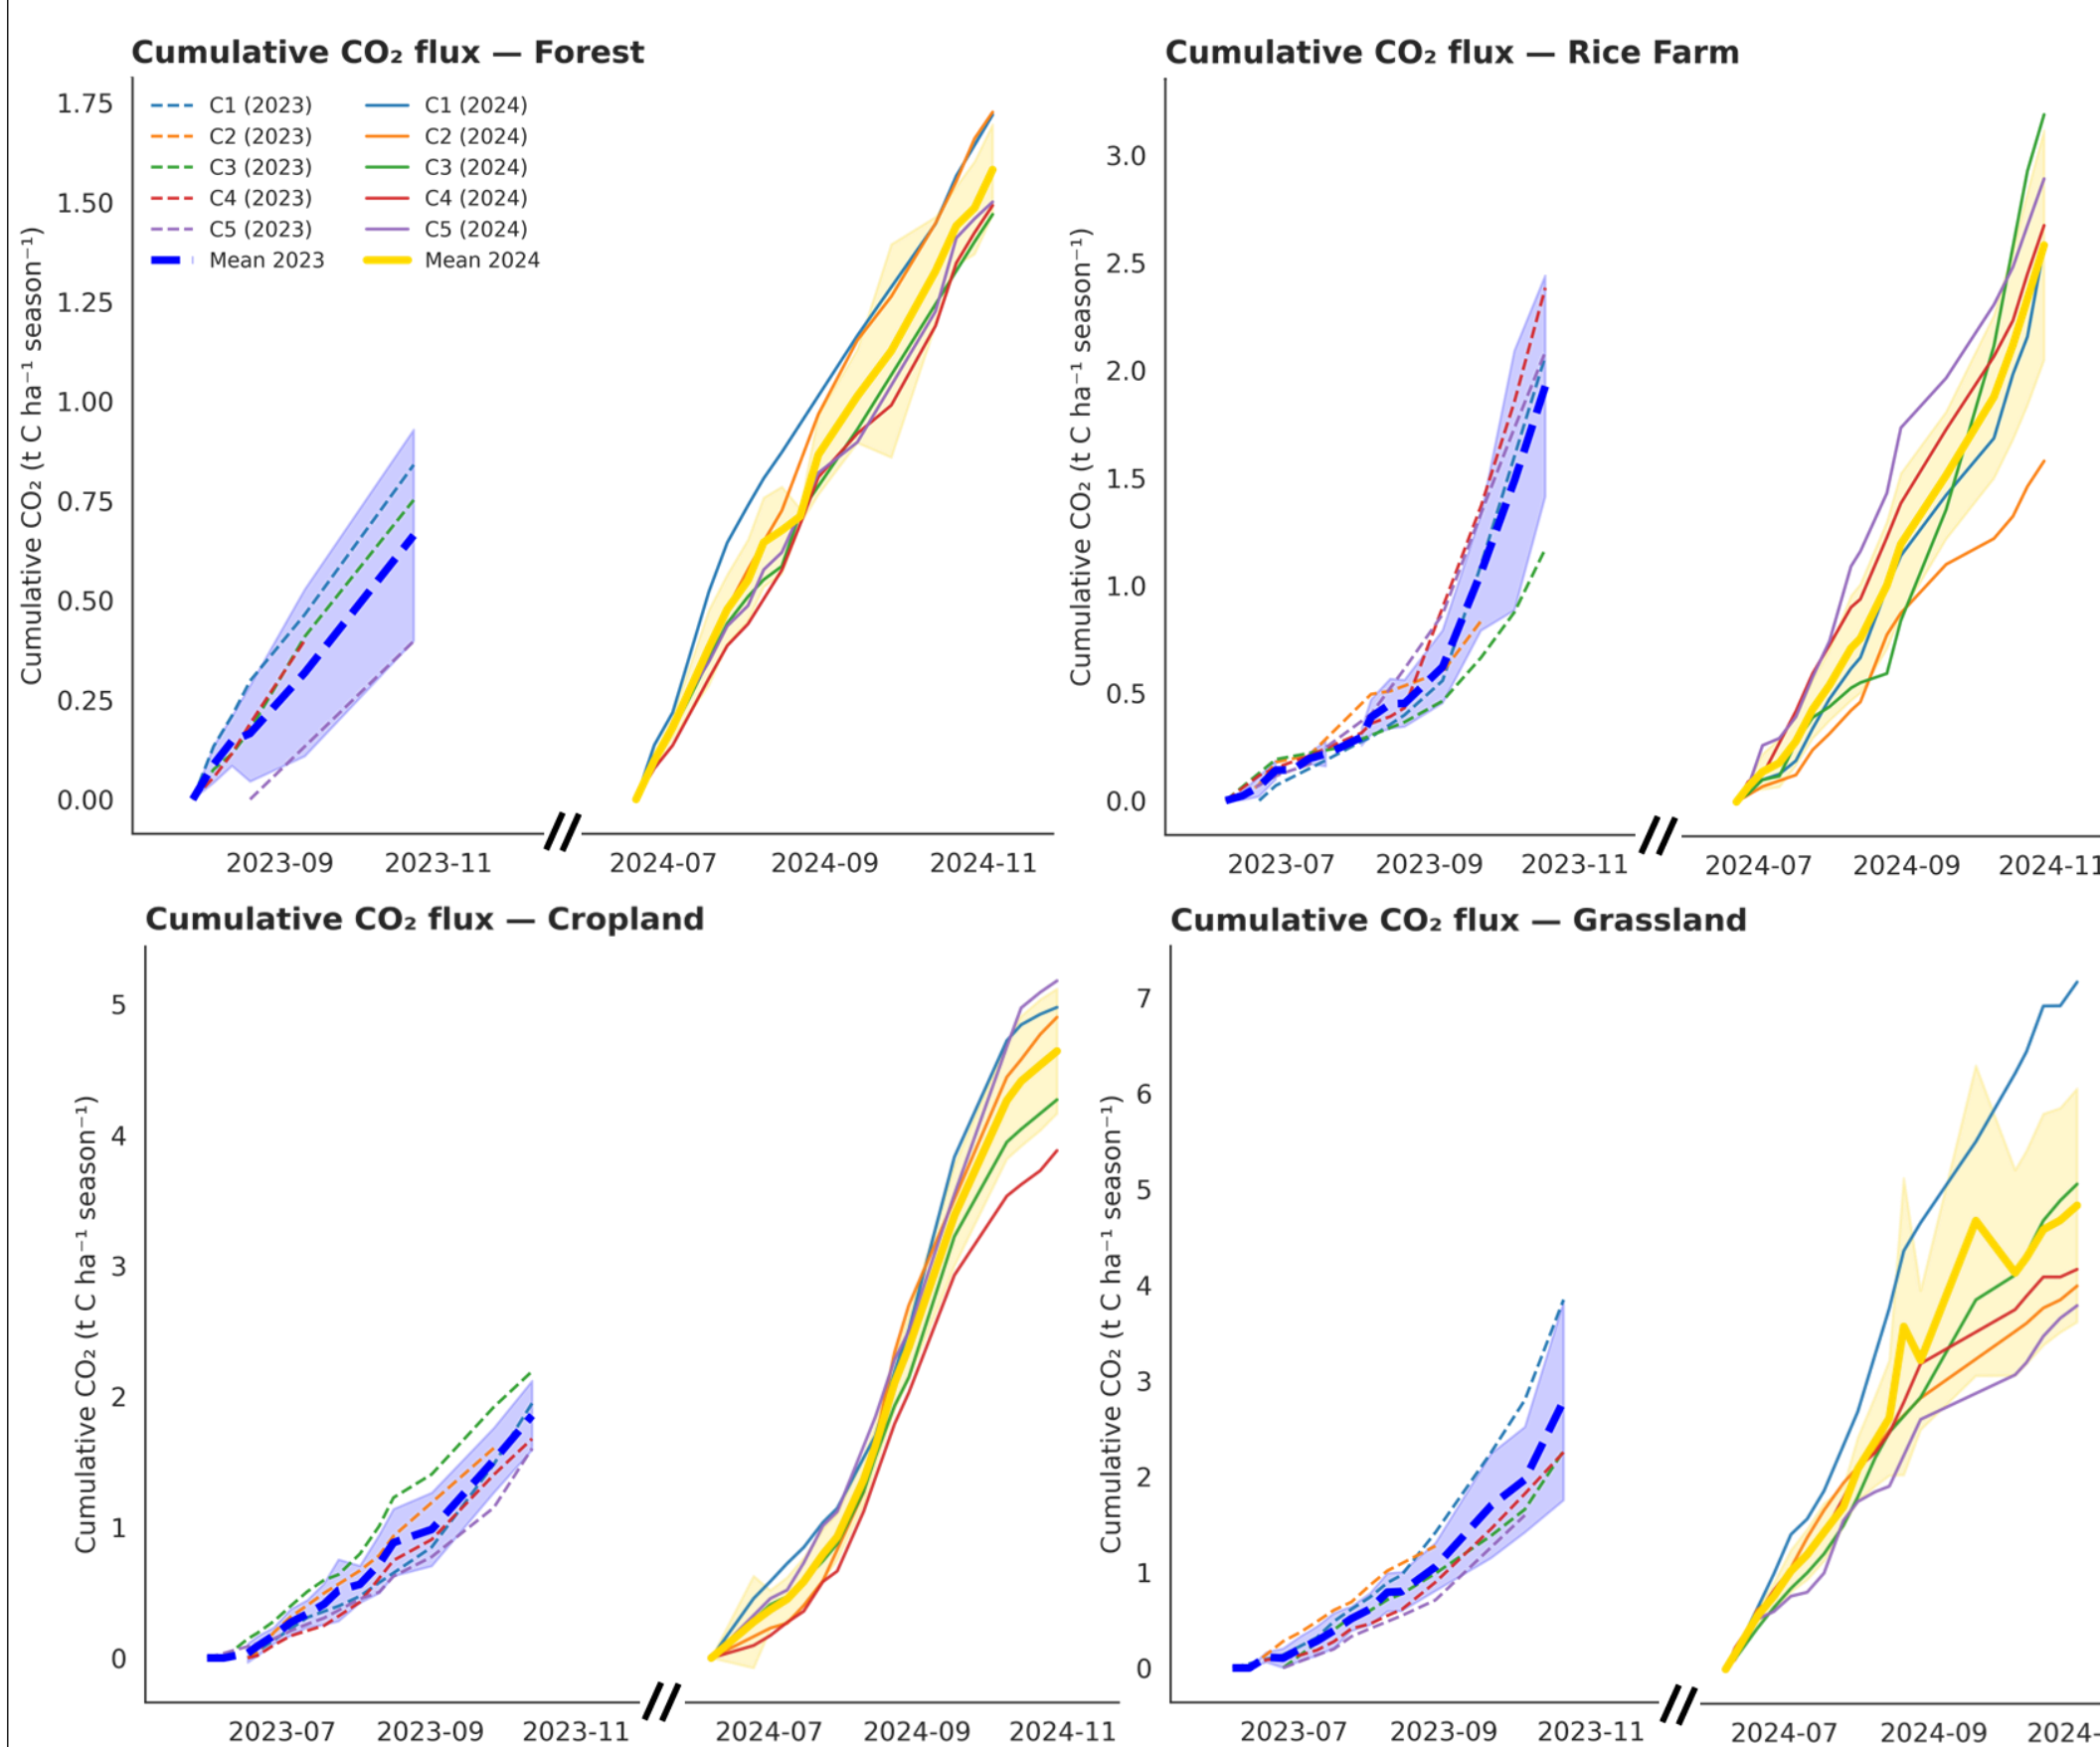 Cumulative CO₂ flux — Forest
Cumulative CO₂ (t C ha⁻¹ season⁻¹)
1.75
1.50
1.25
1.00
0.75
0.50
0.25
0.00
C1 (2023)
C2 (2023)
C3 (2023)
C4 (2023)
C5 (2023)
Mean 2023
C1 (2024)
C2 (2024)
C3 (2024)
C4 (2024)
C5 (2024)
Mean 2024
2023-09
2023-11
2024-07
2024-09
2024-11
Cumulative CO₂ flux — Rice Farm
Cumulative CO₂ (t C ha⁻¹ season⁻¹)
3.0
2.5
2.0
1.5
1.0
0.5
0.0
2023-07
2023-09
2023-11
2024-07
2024-09
2024-11
Cumulative CO₂ flux — Cropland
Cumulative CO₂ (t C ha⁻¹ season⁻¹)
5
4
3
2
1
0
2023-07
2023-09
2023-11
2024-07
2024-09
2024-11
Cumulative CO₂ flux — Grassland
Cumulative CO₂ (t C ha⁻¹ season⁻¹)
7
6
5
4
3
2
1
0
2023-07
2023-09
2023-11
2024-07
2024-09
2024-